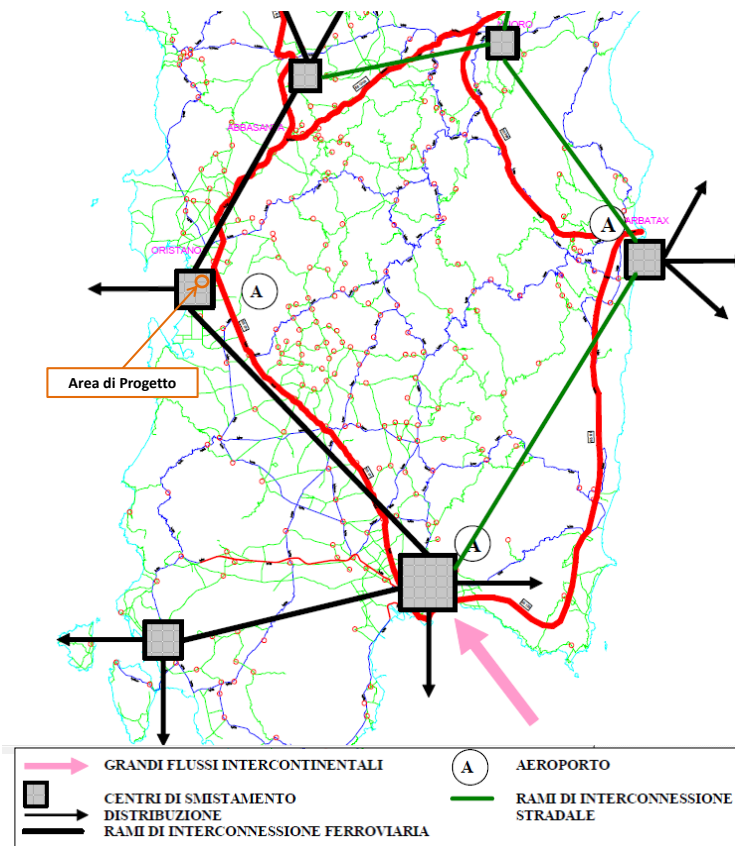 NUORO
ABBASANTA
A
ARBATAX
ORISTANO
A
Area di Progetto
A
GRANDI FLUSSI INTERCONTINENTALI
A
AEROPORTO
CENTRI DI SMISTAMENTO
DISTRIBUZIONE
RAMI DI INTERCONNESSIONE
STRADALE
RAMI DI INTERCONNESSIONE FERROVIARIA